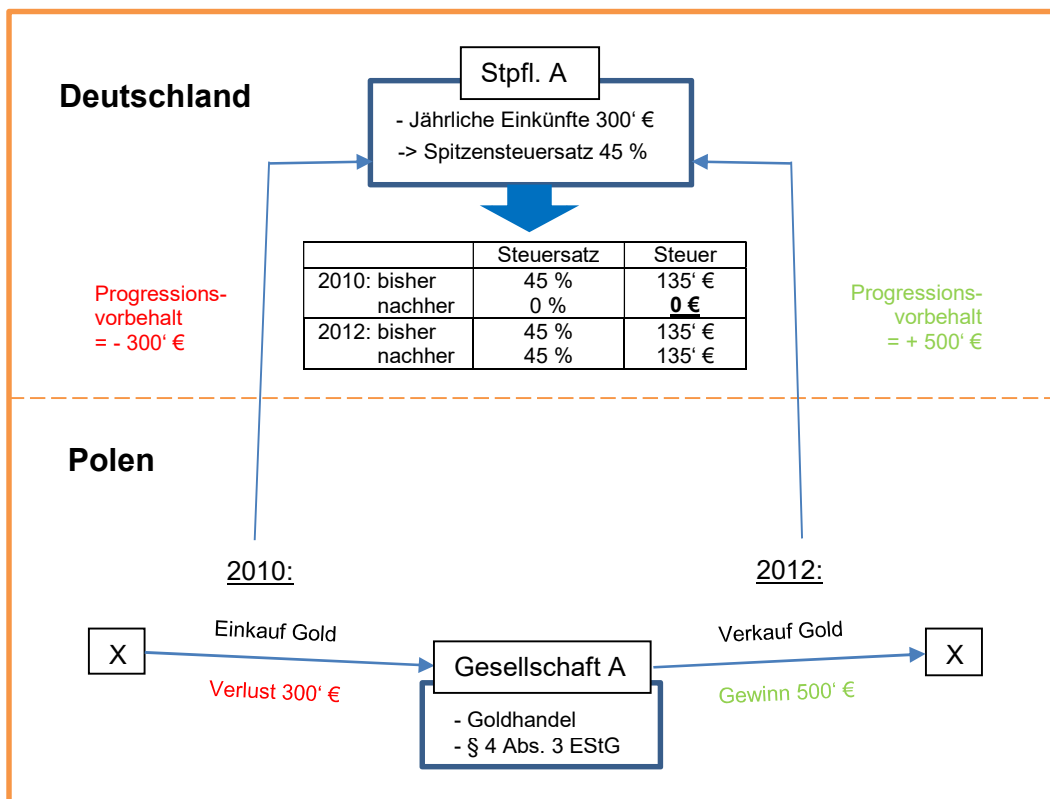 Deutschland
Stpfl. A
- Jährliche Einkünfte 300‘ €
-> Spitzensteuersatz 45 %
Steuersatz Steuer
2010: bisher 45 % 135‘ €
nachher 0 % 0 €
2012: bisher 45 % 135‘ €
nachher 45 % 135‘ €
Progressions-
vorbehalt
= - 300‘ €
Progressions-
vorbehalt
= + 500‘ €
Polen
2010:
2012:
X
Einkauf Gold
Verlust 300‘ €
Gesellschaft A
- Goldhandel
- § 4 Abs. 3 EStG
Verkauf Gold
Gewinn 500‘ €
X